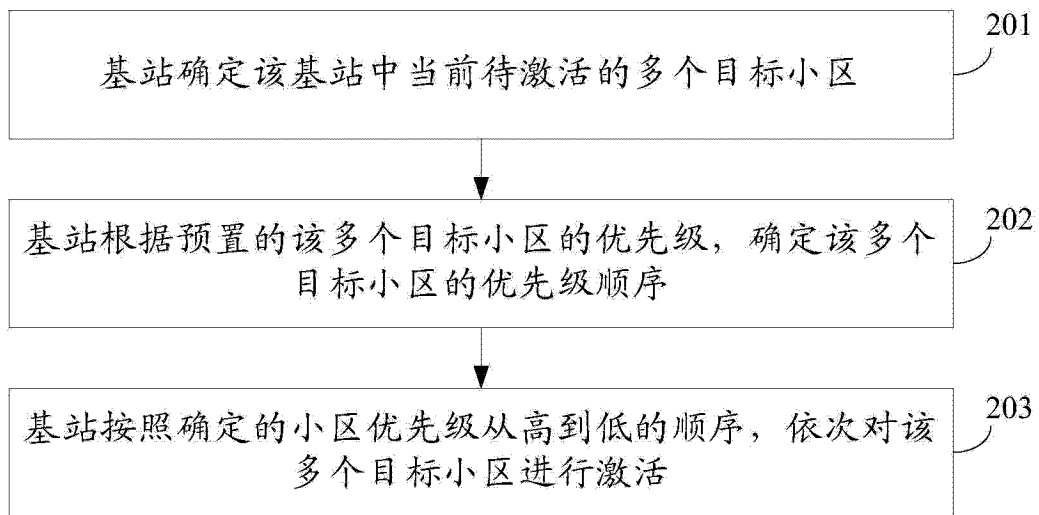 201
基站确定该基站中当前待激活的多个目标小区
202
基站根据预置的该多个目标小区的优先级，确定该多个
目标小区的优先级顺序
203
基站按照确定的小区优先级从高到低的顺序，依次对该
多个目标小区进行激活